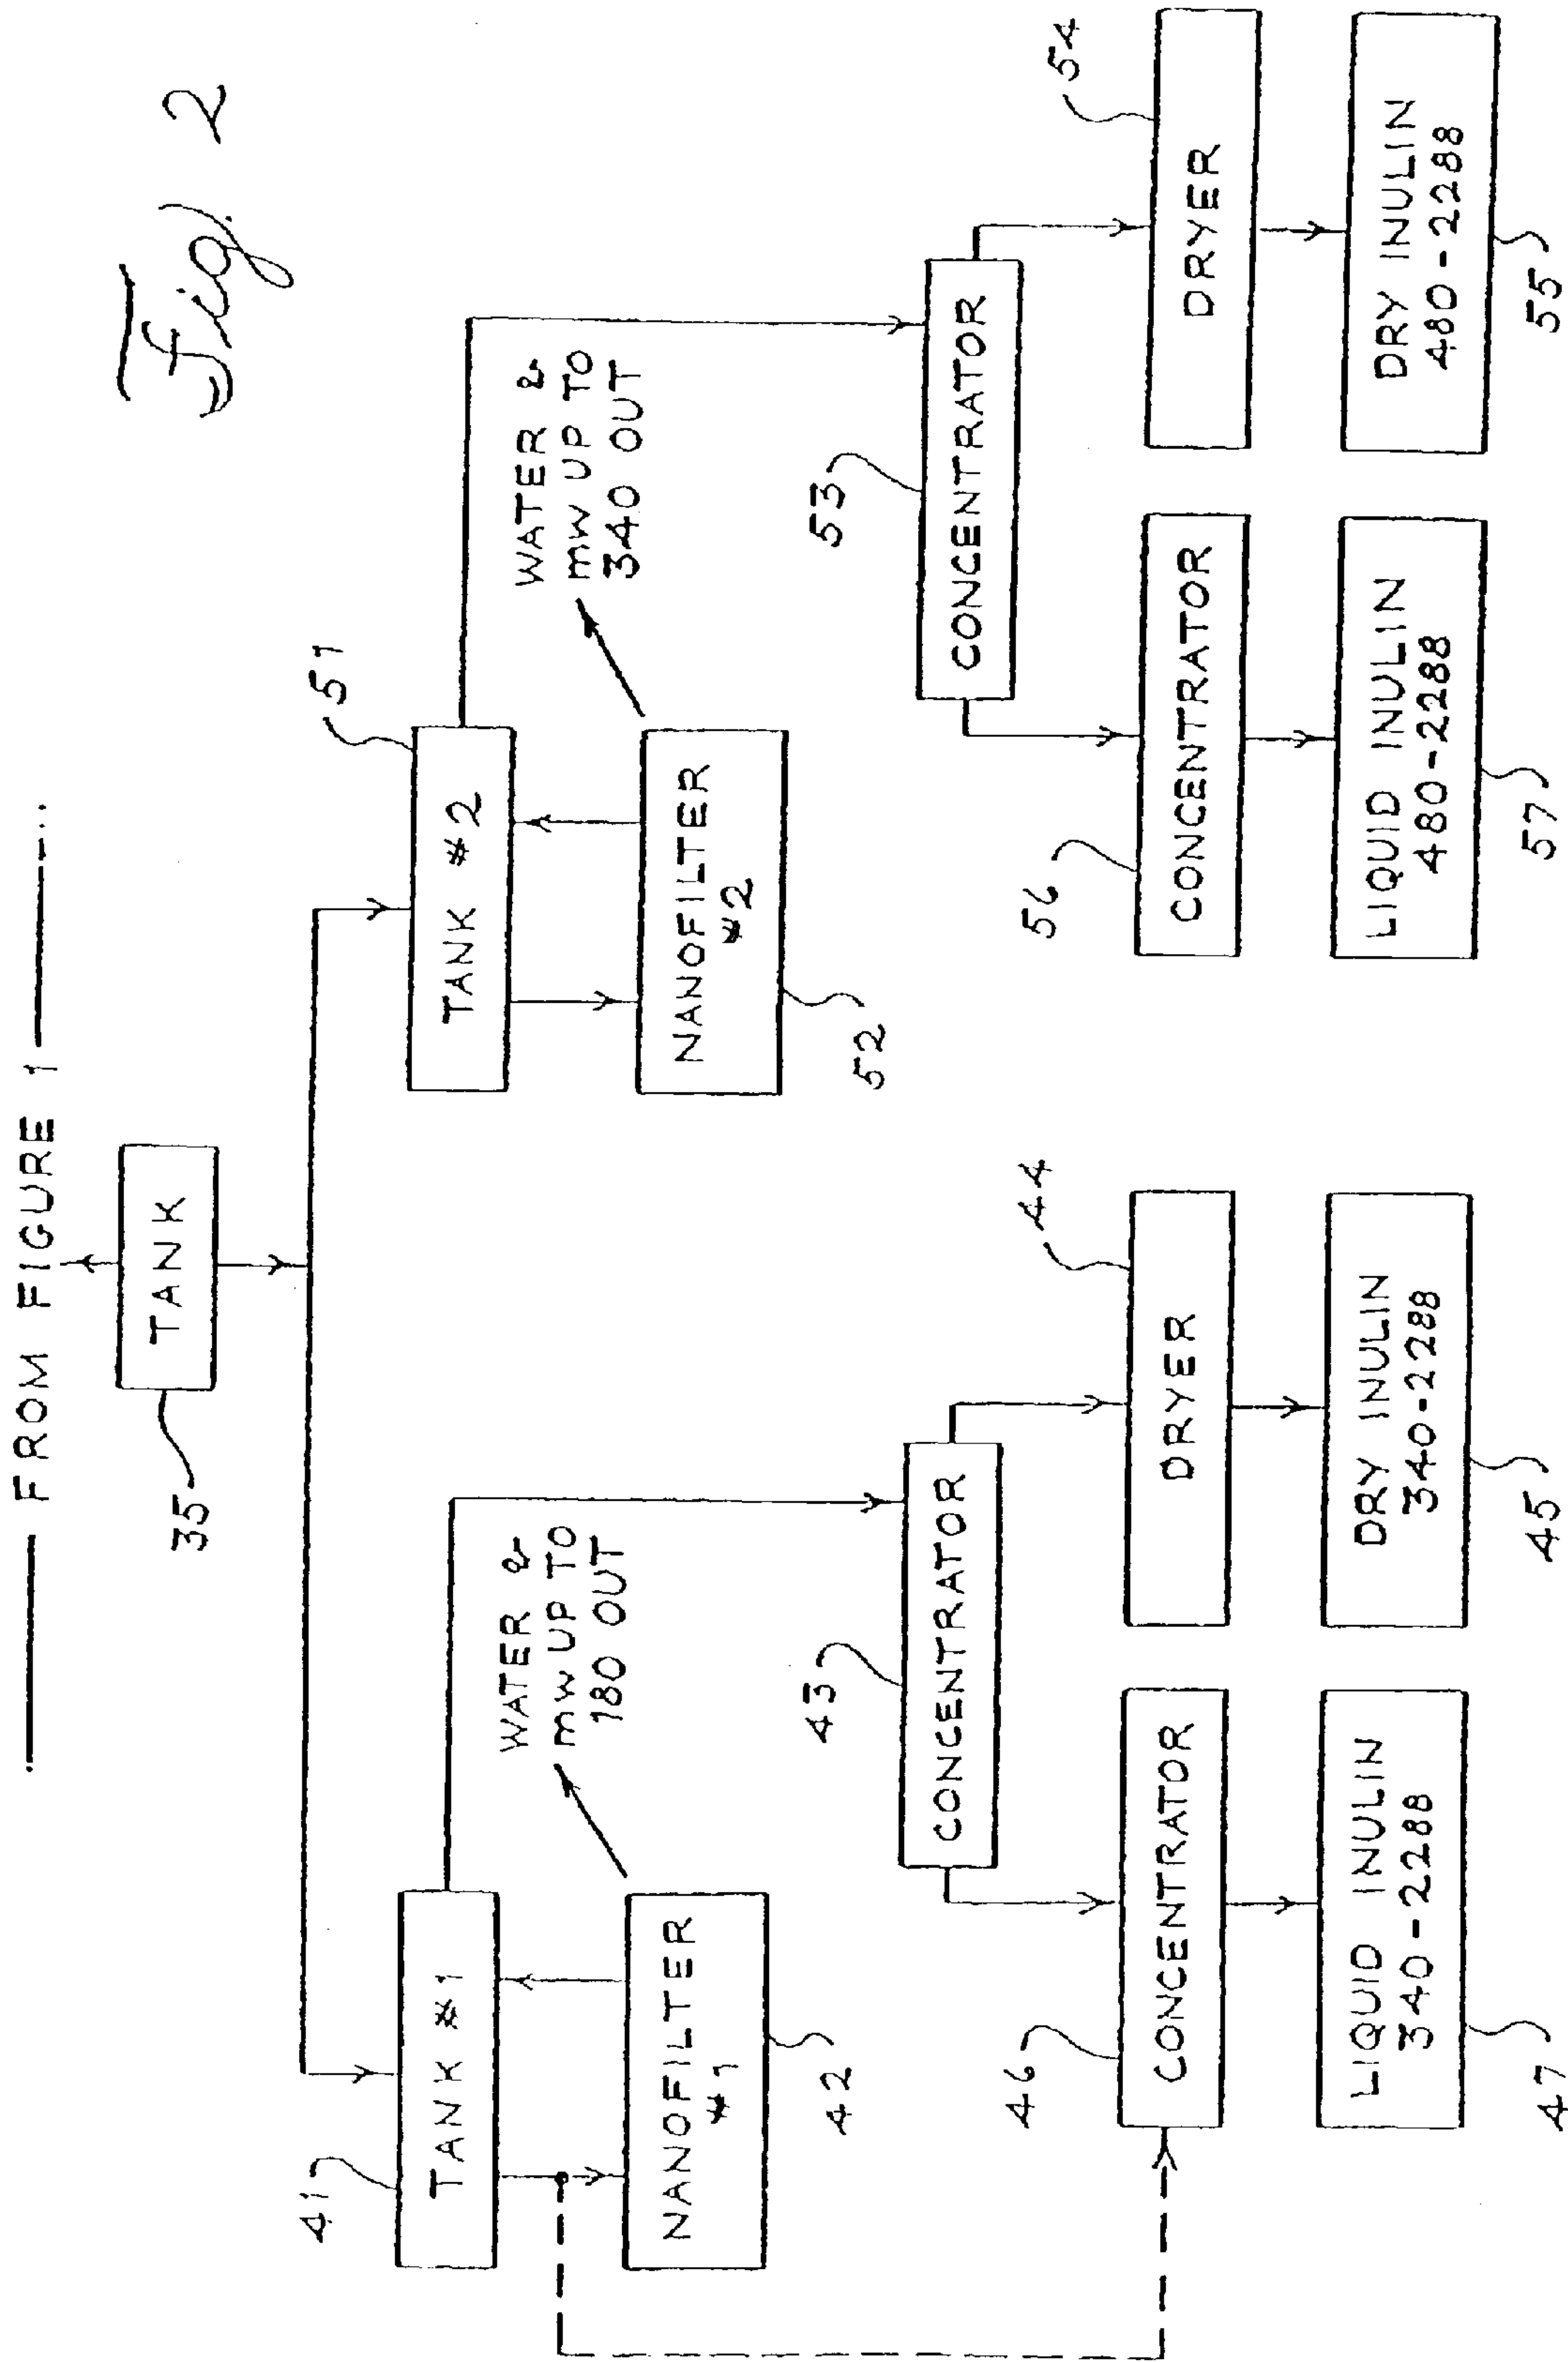 Fig. 2
FROM FIGURE 1
TANK
35
41
TANK #1
NANOFILTER
#1
42
WATER &
mw UP TO
180 OUT
43
CONCENTRATOR
46
CONCENTRATOR
LIQUID INULIN
340-2288
47
44
DRYER
DRY INULIN
340-2288
45
51
TANK #2
NANOFILTER
#2
52
WATER &
mw UP TO
340 OUT
53
CONCENTRATOR
56
CONCENTRATOR
LIQUID INULIN
480-2288
57
54
DRYER
DRY INULIN
480-2288
55